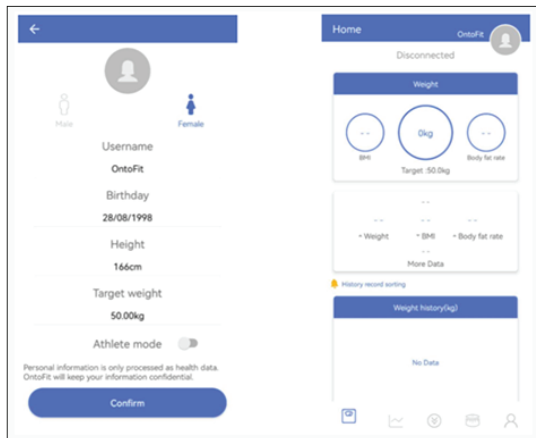 Male
Female
Username
OntoFit
Birthday
28/08/1998
Height
166cm
Target weight
50.00kg
Athlete mode
Personal information is only processed as health data.
OntoFit will keep your information confidential.
Confirm
Home
OntoFit
Disconnected
Weight
- -
0kg
- -
BMI
Body fat rate
Target :50.0kg
- -
- - - - - -
- Weight - BMI - Body fat rate
- -
More Data
History record sorting
Weight history(kg)
No Data